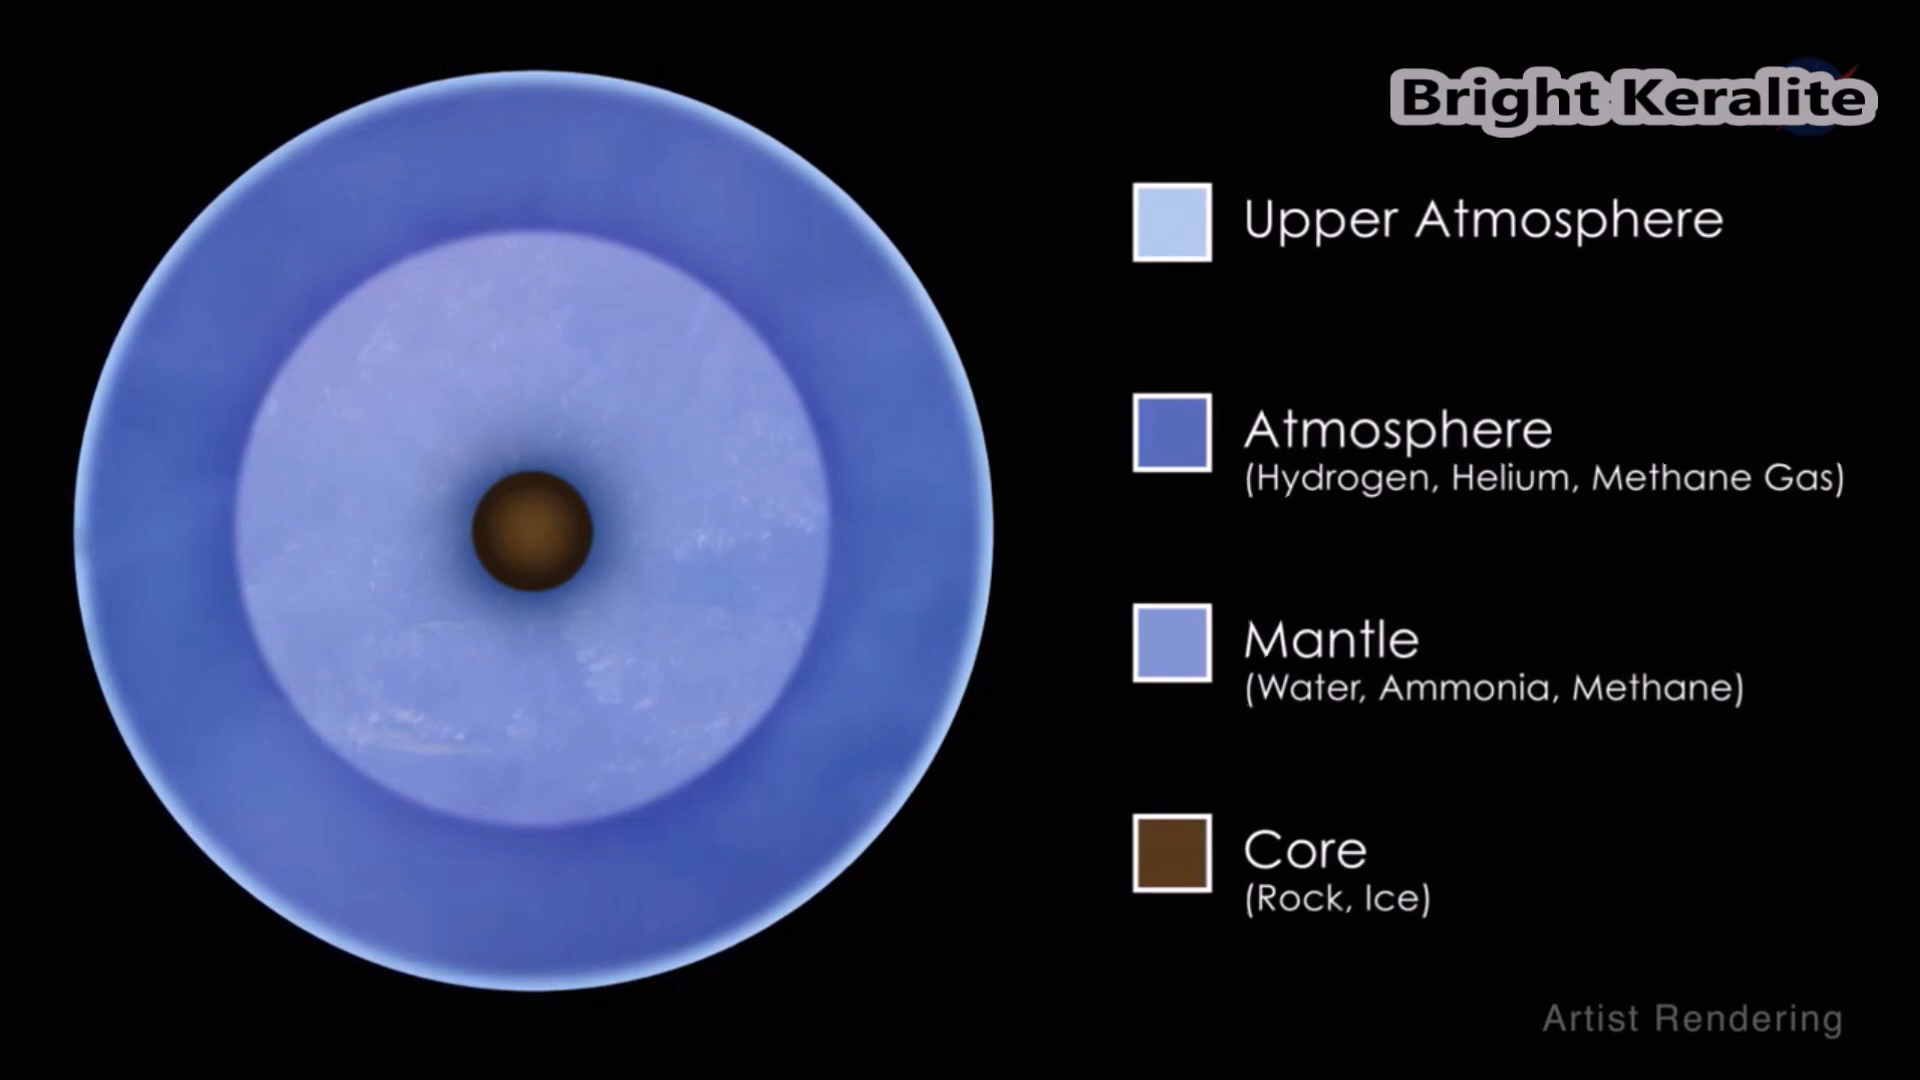 Bright Keralite
Upper Atmosphere
Atmosphere
(Hydrogen, Helium, Methane Gas)
Mantle
(Water, Ammonia, Methane)
Core
(Rock, Ice)
Artist Rendering